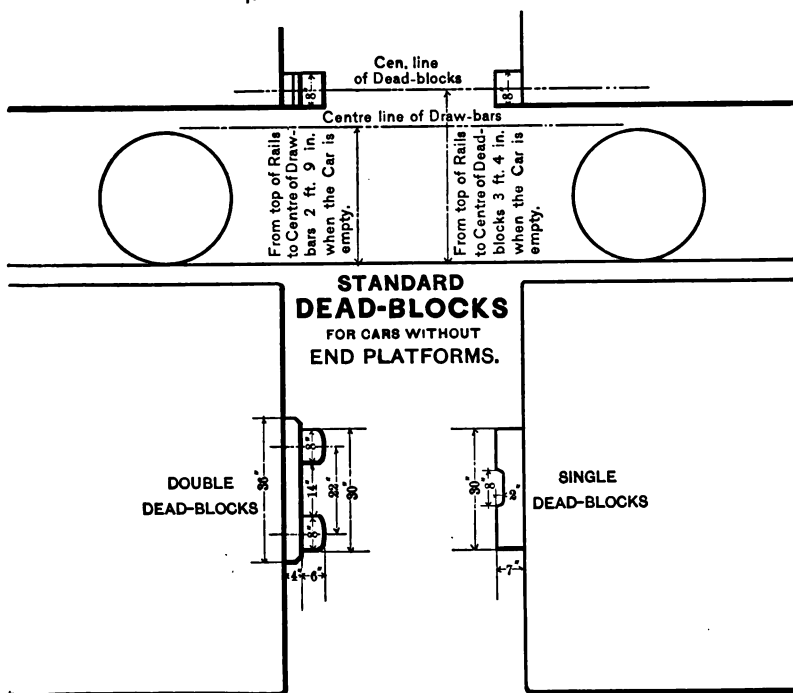 Cen. line
of Dead-blocks
8"
8"
Centre line of Draw-bars
From top of Rails
to Centre of Draw-
bars 2 ft. 9 in.
when the Car is
empty.
From top of Rails
to Centre of Dead-
blocks 3 ft. 4 in.
when the Car is
empty.
STANDARD
DEAD-BLOCKS
FOR CARS WITHOUT
END PLATFORMS.
DOUBLE
DEAD-BLOCKS
36"
8"
14"
8"
22"
30"
4"
6"
30"
8"
2"
7"
SINGLE
DEAD-BLOCKS